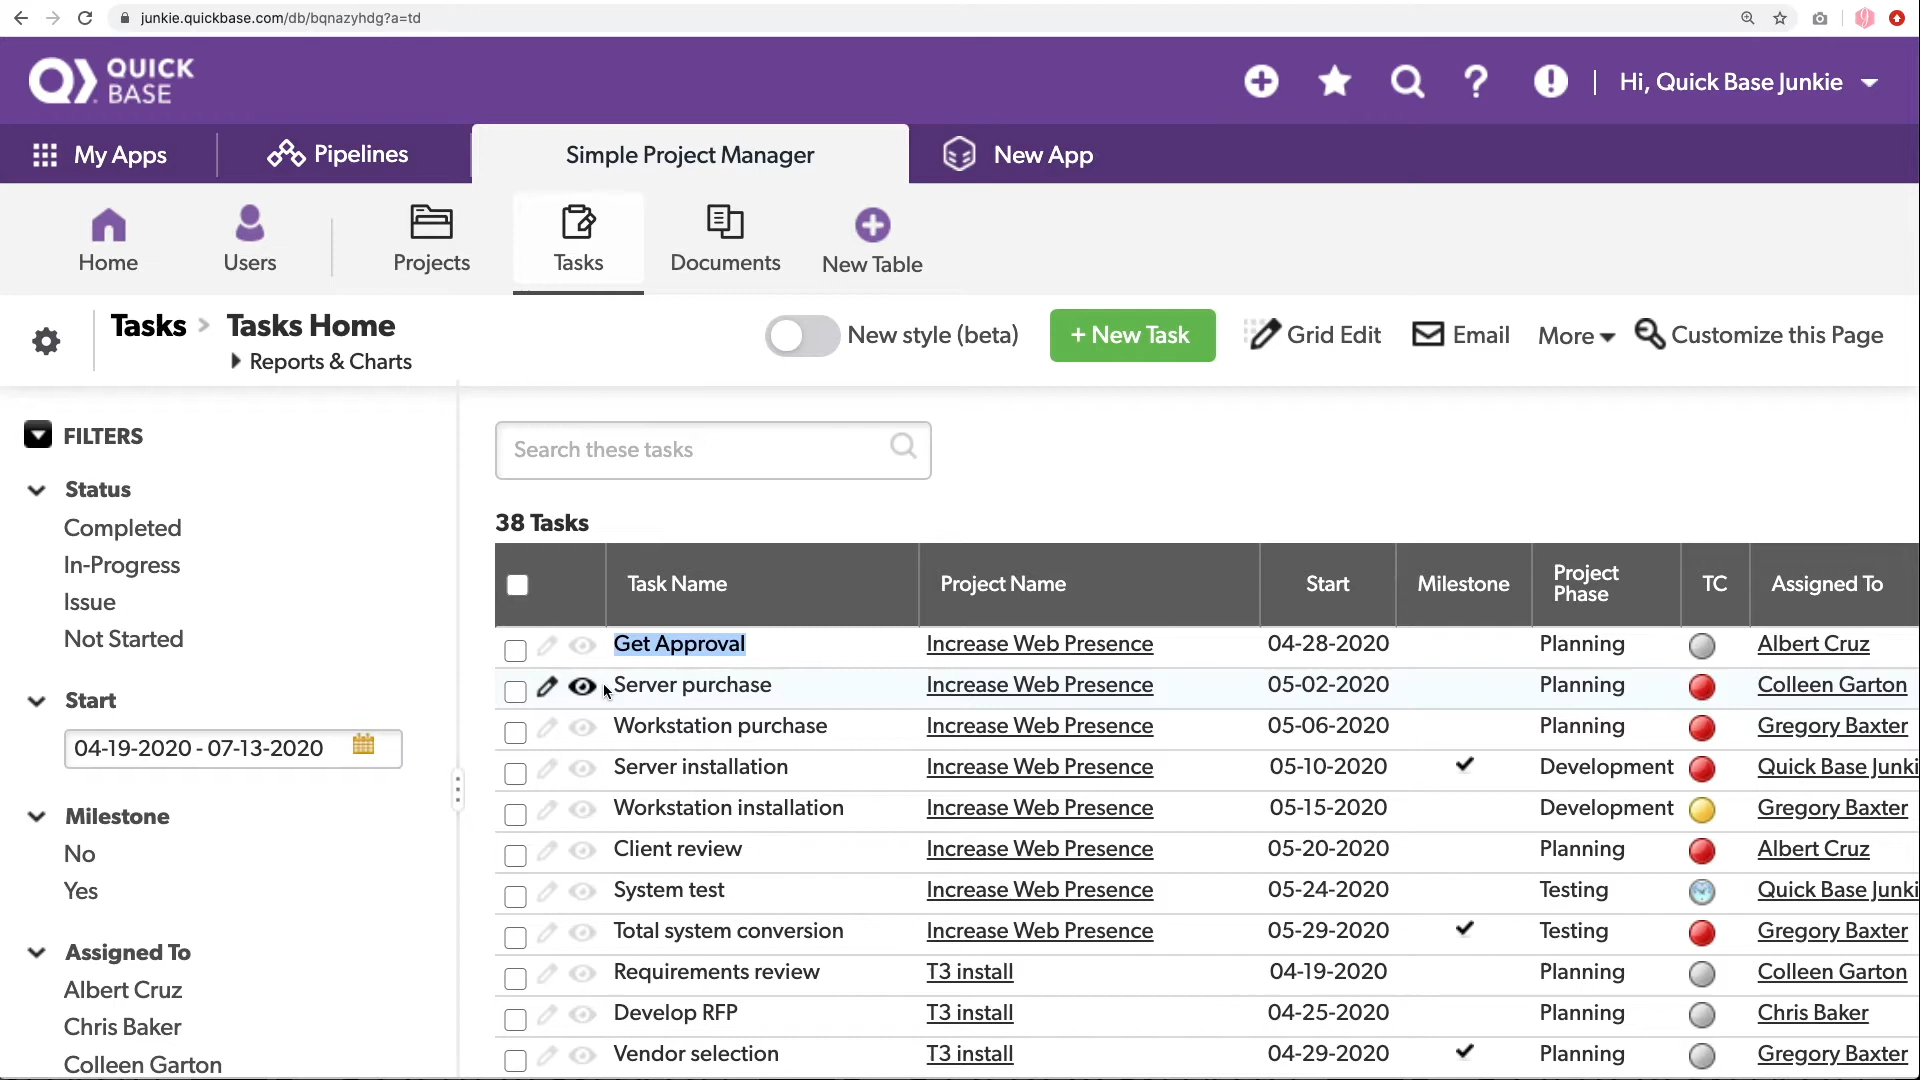 junkie.quickbase.com/db/bqnazyhdg?a=td
QUICK
BASE
Hi, Quick Base Junkie
My Apps
Pipelines
Simple Project Manager
New App
Home
Users
Projects
Tasks
Documents
New Table
Tasks > Tasks Home
Reports & Charts
New style (beta)
+ New Task
Grid Edit
Email
More
Customize this Page
FILTERS
Status
Completed
In-Progress
Issue
Not Started
Start
04-19-2020 - 07-13-2020
Milestone
No
Yes
Assigned To
Albert Cruz
Chris Baker
Colleen Garton
Search these tasks
38 Tasks
Task Name Project Name Start Milestone Project Phase TC Assigned To
Get Approval Increase Web Presence 04-28-2020 Planning Albert Cruz
Server purchase Increase Web Presence 05-02-2020 Planning Colleen Garton
Workstation purchase Increase Web Presence 05-06-2020 Planning Gregory Baxter
Server installation Increase Web Presence 05-10-2020 Development Quick Base Junki
Workstation installation Increase Web Presence 05-15-2020 Development Gregory Baxter
Client review Increase Web Presence 05-20-2020 Planning Albert Cruz
System test Increase Web Presence 05-24-2020 Testing Quick Base Junki
Total system conversion Increase Web Presence 05-29-2020 Testing Gregory Baxter
Requirements review T3 install 04-19-2020 Planning Colleen Garton
Develop RFP T3 install 04-25-2020 Planning Chris Baker
Vendor selection T3 install 04-29-2020 Planning Gregory Baxter